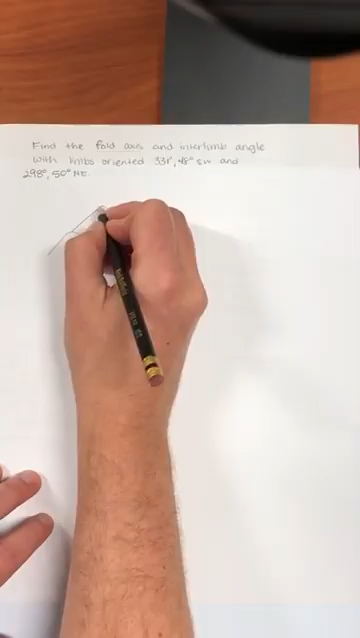 Find the fold axis and interlimb angle
with limbs oriented 331°, 48° SW and
298°, 50° NE.